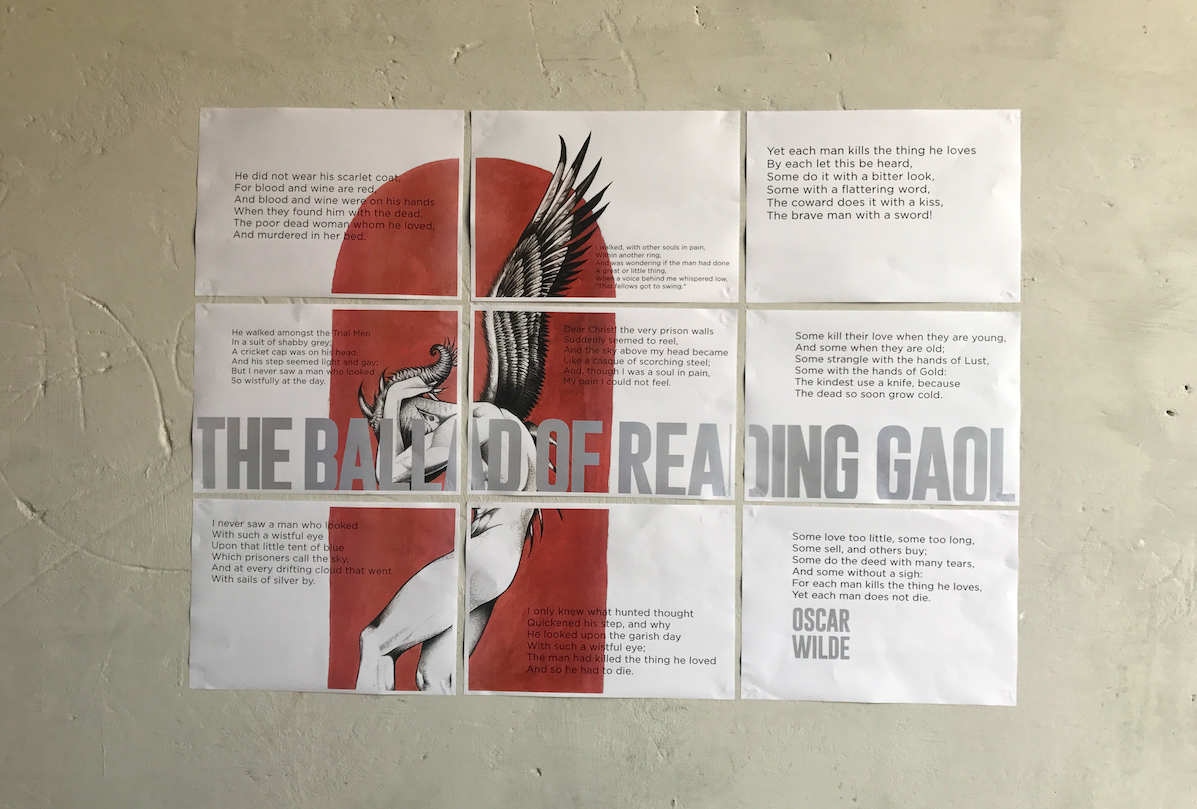 He did not wear his scarlet coat,
For blood and wine are red,
And blood and wine were on his hands
When they found him with the dead,
The poor dead woman whom he loved,
And murdered in her bed.
I walked, with other souls in pain,
Within another ring,
And was wondering if the man had done
A great or little thing,
When a voice behind me whispered low,
"That fellows got to swing."
Yet each man kills the thing he loves
By each let this be heard,
Some do it with a bitter look,
Some with a flattering word,
The coward does it with a kiss,
The brave man with a sword!
He walked amongst the Trial Men
In a suit of shabby grey;
A cricket cap was on his head,
And his step seemed light and gay;
But I never saw a man who looked
So wistfully at the day.
Dear Christ! the very prison walls
Suddenly seemed to reel,
And the sky above my head became
Like a casque of scorching steel;
And, though I was a soul in pain,
My pain I could not feel.
Some kill their love when they are young,
And some when they are old;
Some strangle with the hands of Lust,
Some with the hands of Gold:
The kindest use a knife, because
The dead so soon grow cold.
THE BALLAD OF READING GAOL
I never saw a man who looked
With such a wistful eye
Upon that little tent of blue
Which prisoners call the sky,
And at every drifting cloud that went
With sails of silver by.
I only knew what hunted thought
Quickened his step, and why
He looked upon the garish day
With such a wistful eye;
The man had killed the thing he loved
And so he had to die.
Some love too little, some too long,
Some sell, and others buy;
Some do the deed with many tears,
And some without a sigh:
For each man kills the thing he loves,
Yet each man does not die.
OSCAR
WILDE